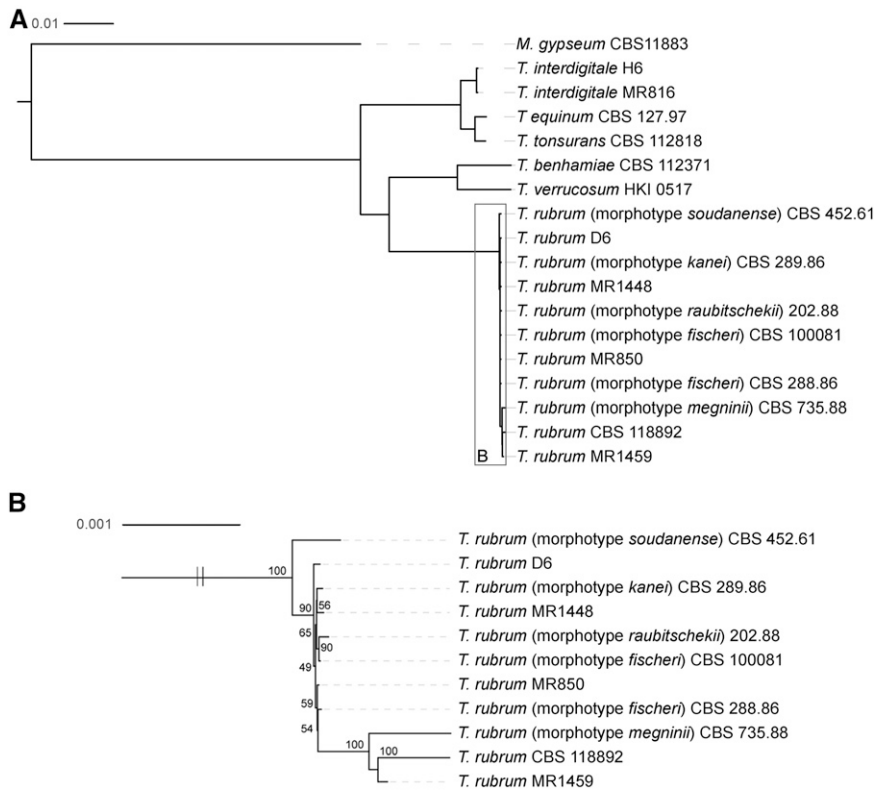 A
0.01
M. gypseum CBS11883
T. interdigitale H6
T. interdigitale MR816
T equinum CBS 127.97
T. tonsurans CBS 112818
T. benhamiae CBS 112371
T. verrucosum HKI 0517
T. rubrum (morphotype soudanense) CBS 452.61
T. rubrum D6
T. rubrum (morphotype kanei) CBS 289.86
T. rubrum MR1448
T. rubrum (morphotype raubitschekii) 202.88
T. rubrum (morphotype fischeri) CBS 100081
T. rubrum MR850
T. rubrum (morphotype fischeri) CBS 288.86
T. rubrum (morphotype megninii) CBS 735.88
T. rubrum CBS 118892
B T. rubrum MR1459
B
0.001
T. rubrum (morphotype soudanense) CBS 452.61
100
T. rubrum D6
T. rubrum (morphotype kanei) CBS 289.86
90 56 T. rubrum MR1448
65 T. rubrum (morphotype raubitschekii) 202.88
90
T. rubrum (morphotype fischeri) CBS 100081
49
T. rubrum MR850
59 T. rubrum (morphotype fischeri) CBS 288.86
54 T. rubrum (morphotype megninii) CBS 735.88
100 100 T. rubrum CBS 118892
T. rubrum MR1459